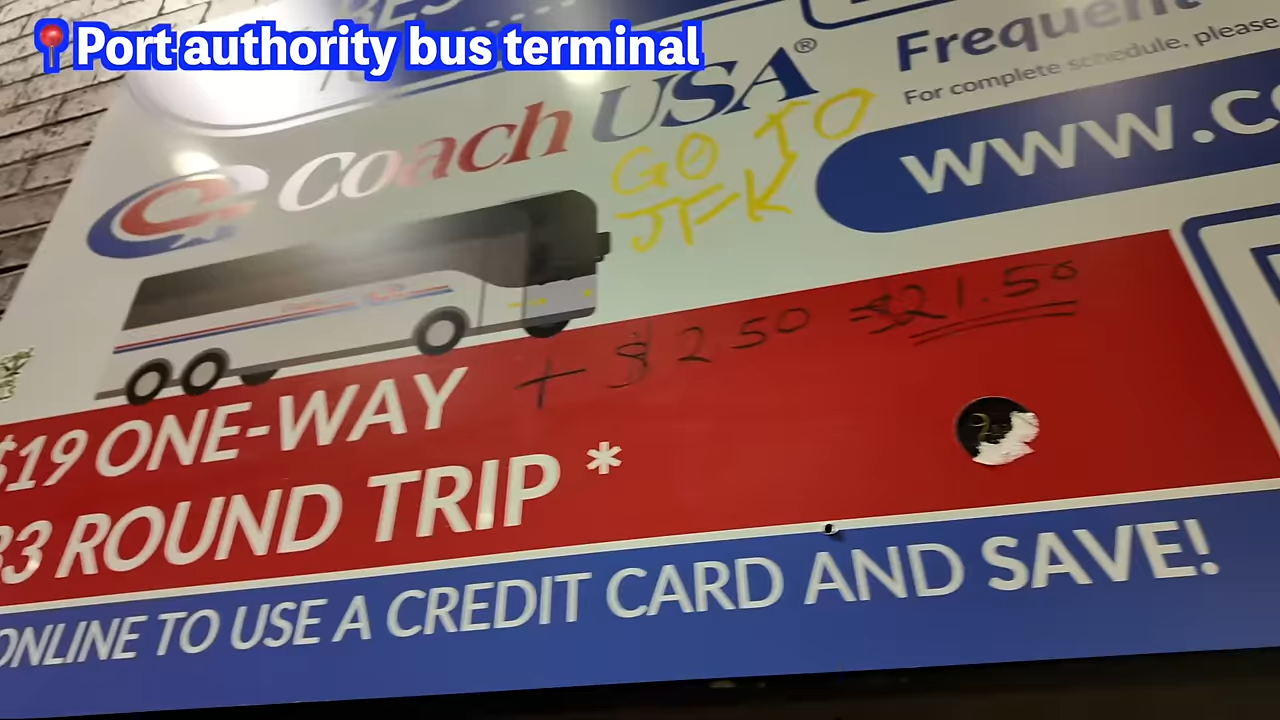 📍Port authority bus terminal
Coach USA®
GO TO
JFK
Frequent
For complete schedule, please
www.c
$19 ONE-WAY
+ $2 50 = $21.50
33 ROUND TRIP *
ONLINE TO USE A CREDIT CARD AND SAVE!